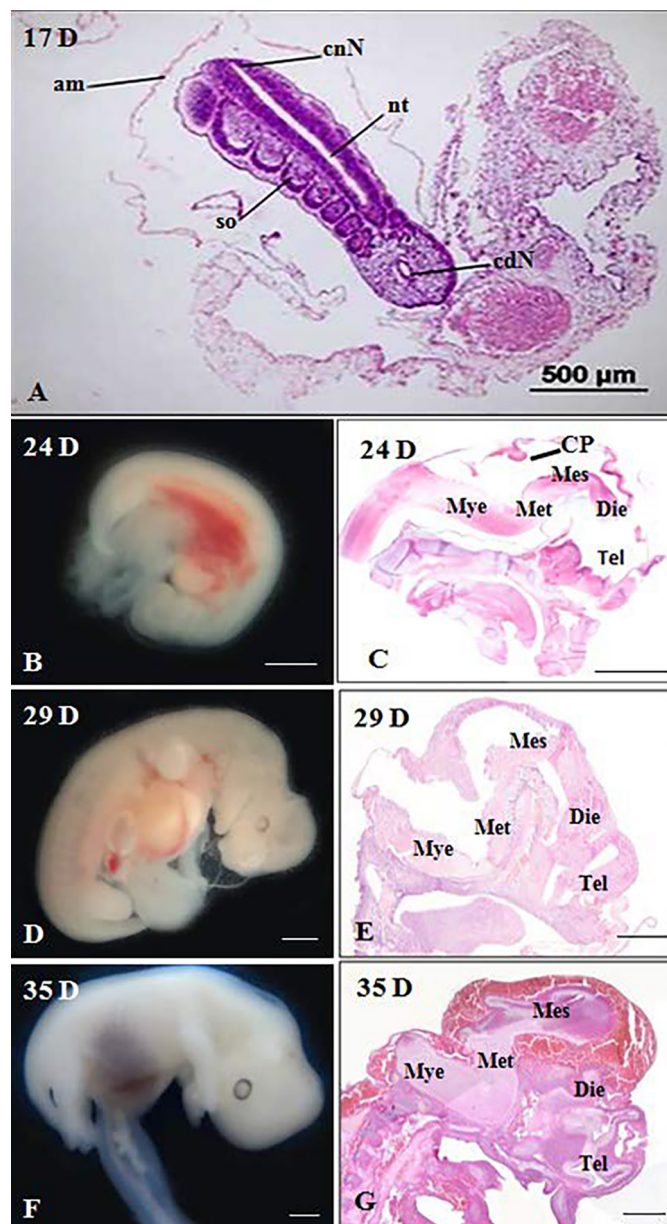 17 D
cnN
am
nt
so
cdN
500 µm
A
24 D
B
24 D
CP
Mes
Mye
Met
Die
Tel
C
29 D
D
29 D
Mes
Met
Die
Mye
Tel
E
35 D
F
35 D
Mes
Met
Mye
Die
Tel
G